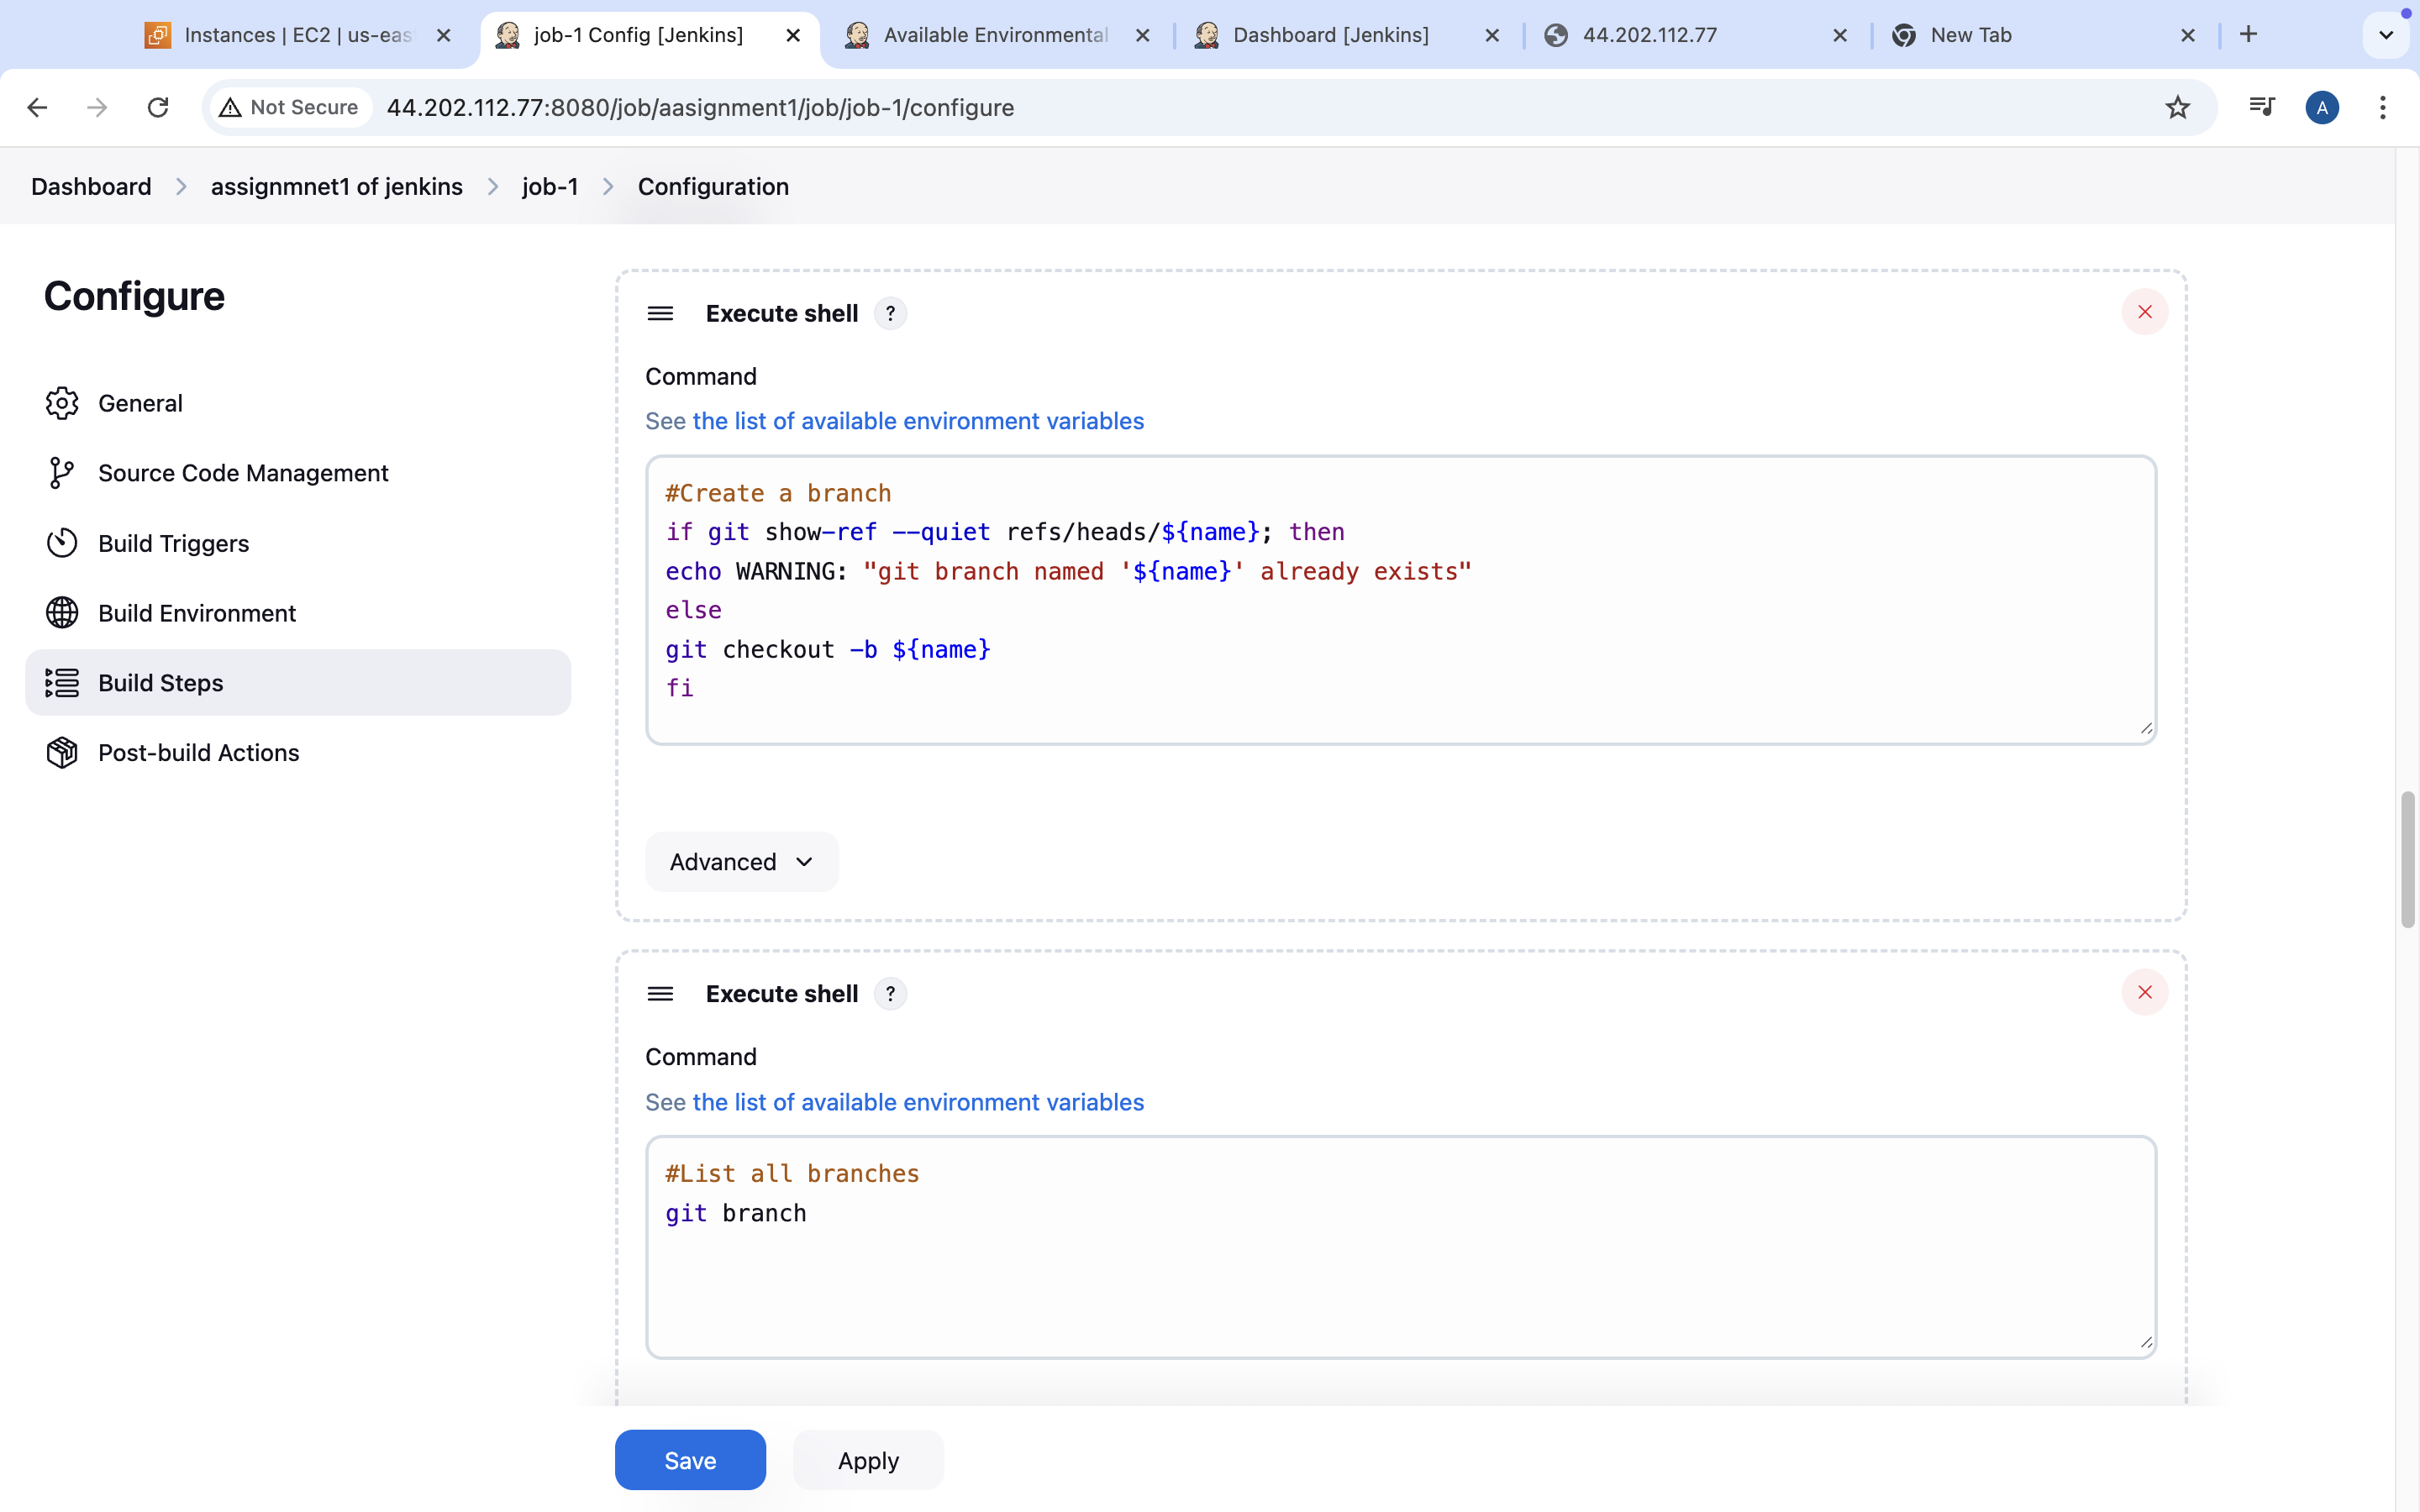 Instances | EC2 | us-eas
job-1 Config [Jenkins]
Available Environmental
Dashboard [Jenkins]
44.202.112.77
New Tab
Not Secure
44.202.112.77:8080/job/aasignment1/job/job-1/configure
A
Dashboard
assignmnet1 of jenkins
job-1
Configuration
Configure
General
Source Code Management
Build Triggers
Build Environment
Build Steps
Post-build Actions
Execute shell ?
Command
See the list of available environment variables
#Create a branch
if git show-ref --quiet refs/heads/${name}; then
echo WARNING: "git branch named '${name}' already exists"
else
git checkout -b ${name}
fi
Advanced
Execute shell ?
Command
See the list of available environment variables
#List all branches
git branch
Save
Apply